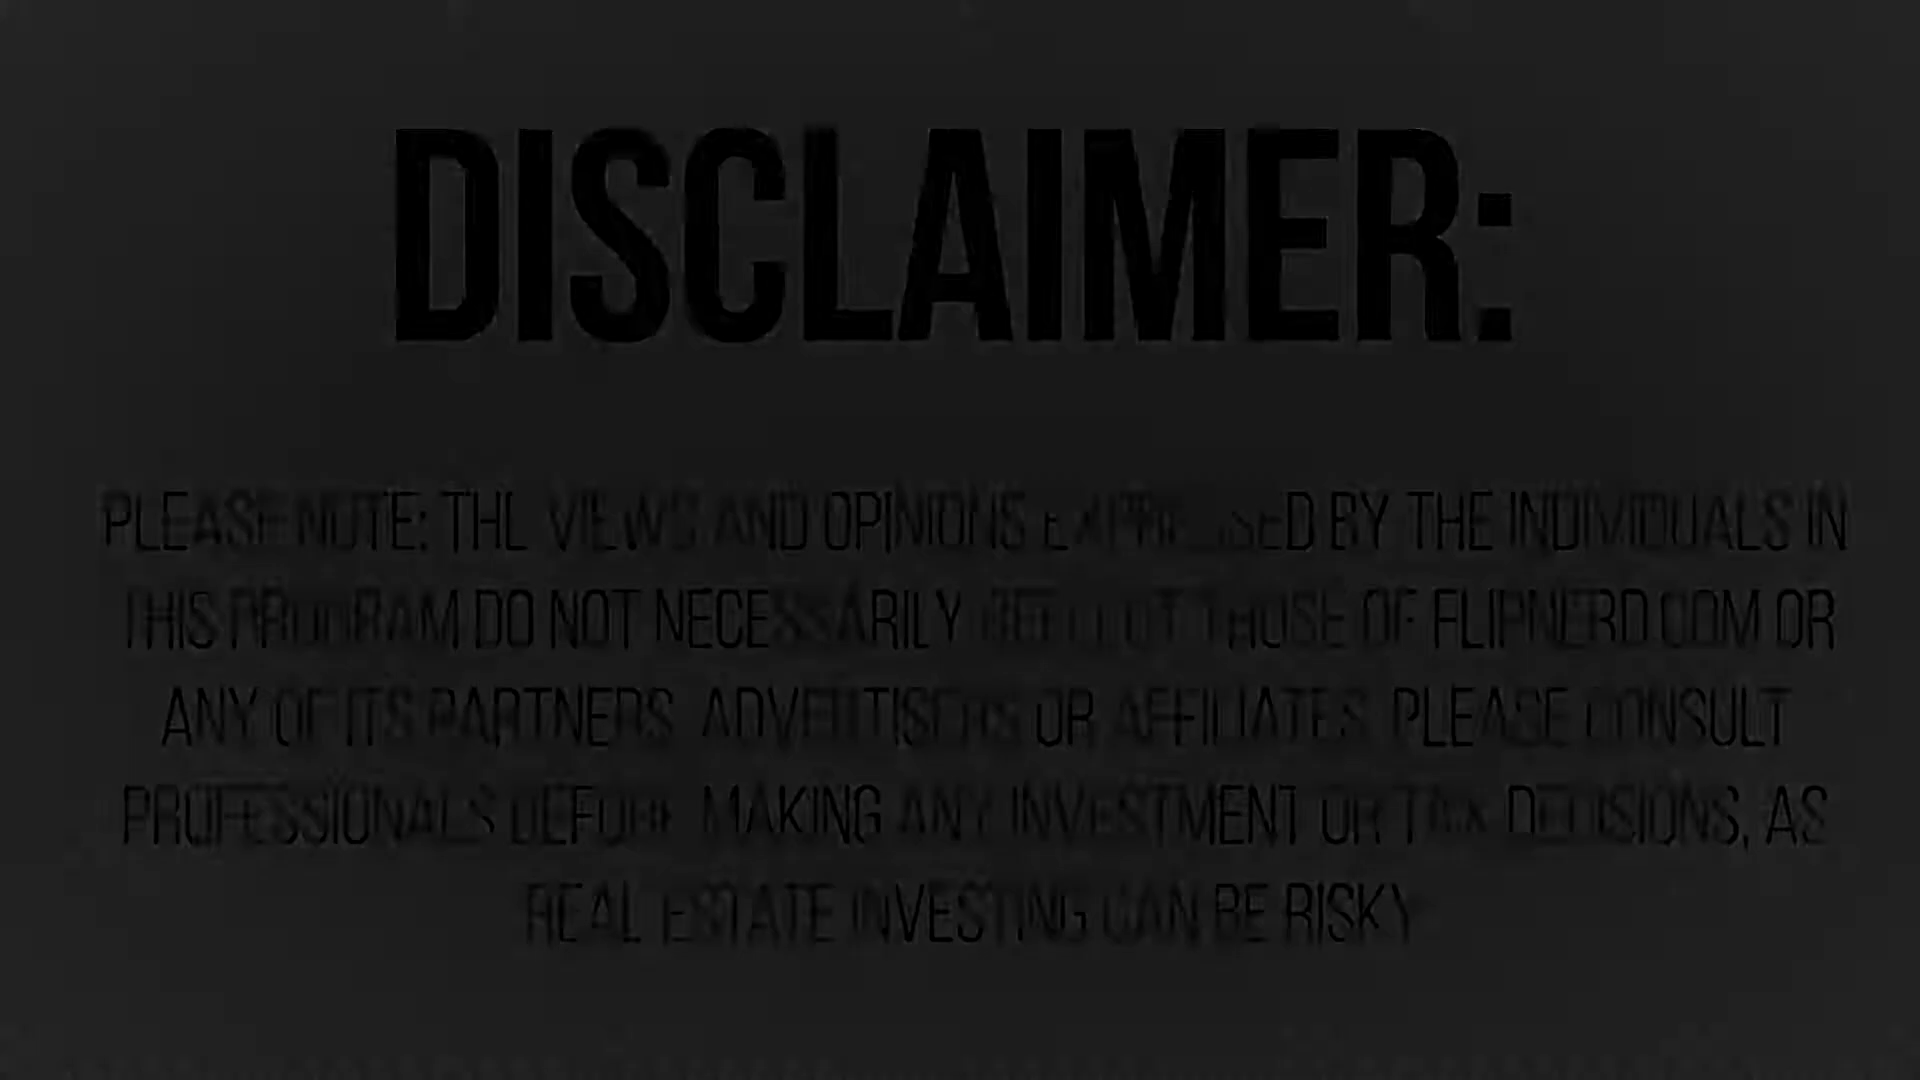 DISCLAIMER:
PLEASE NOTE: THE VIEWS AND OPINIONS EXPRESSED BY THE INDIVIDUALS IN
THIS PROGRAM DO NOT NECESSARILY REFLECT THOSE OF FLIPNERD.COM OR
ANY OF ITS PARTNERS, ADVERTISERS OR AFFILIATES. PLEASE CONSULT
PROFESSIONALS BEFORE MAKING ANY INVESTMENT OR TAX DECISIONS, AS
REAL ESTATE INVESTING CAN BE RISKY.